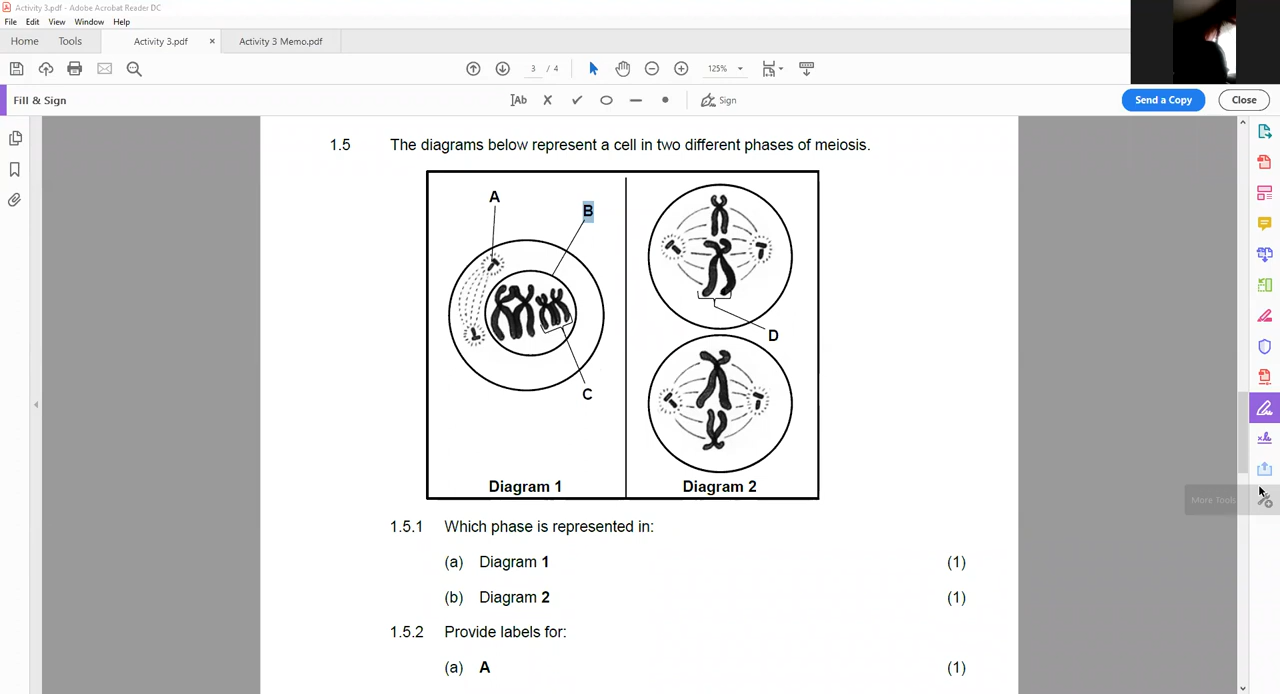 Activity 3.pdf - Adobe Acrobat Reader DC
File Edit View Window Help
Home Tools Activity 3.pdf × Activity 3 Memo.pdf
3 / 4 125%
Fill & Sign Ab Sign Send a Copy Close
1.5 The diagrams below represent a cell in two different phases of meiosis.
A
B
C
D
Diagram 1 Diagram 2
More Tools
1.5.1 Which phase is represented in:
(a) Diagram 1 (1)
(b) Diagram 2 (1)
1.5.2 Provide labels for:
(a) A (1)